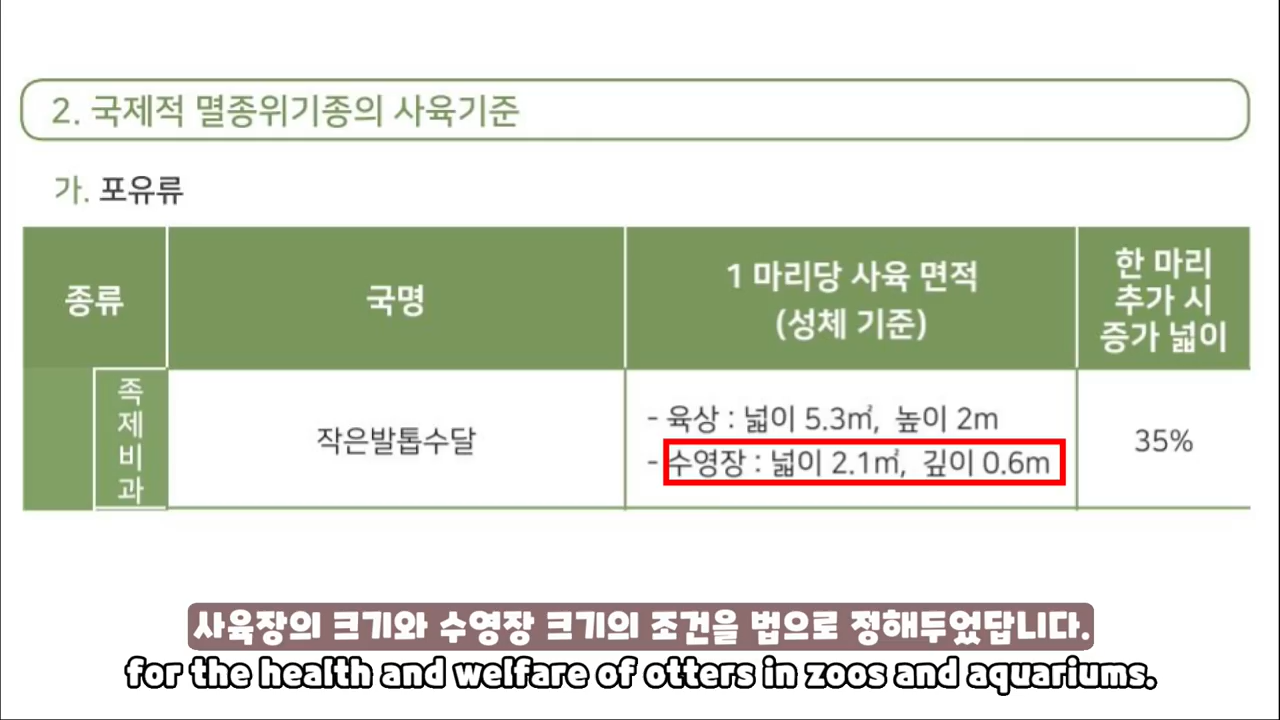 2. 국제적 멸종위기종의 사육기준
가. 포유류
종류
국명
1 마리당 사육 면적
(성체 기준)
한 마리
추가 시
증가 넓이
족
제
비
과
작은발톱수달
- 육상 : 넓이 5.3㎡, 높이 2m
- 수영장 : 넓이 2.1㎡, 깊이 0.6m
35%
사육장의 크기와 수영장 크기의 조건을 법으로 정해두었답니다.
for the health and welfare of otters in zoos and aquariums.